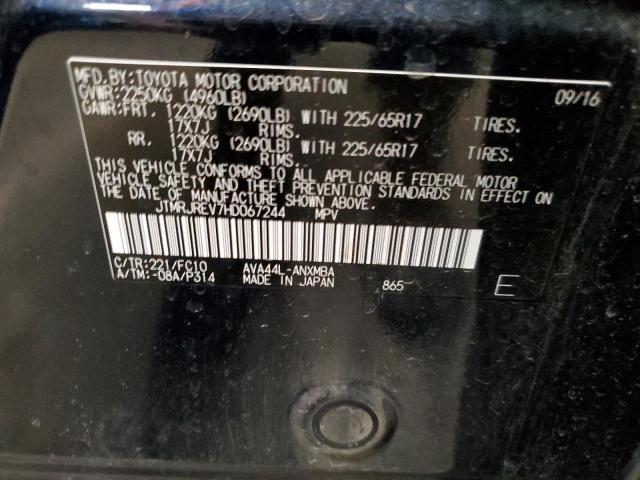 MFD.BY:TOYOTA MOTOR CORPORATION 09/16
GVWR:2250KG (4960LB)
GAWR:FRT. 1220KG (2690LB) WITH 225/65R17 TIRES.
17X7J RIMS.
RR. 1220KG (2690LB) WITH 225/65R17 TIRES.
17X7J RIMS.
THIS VEHICLE CONFORMS TO ALL APPLICABLE FEDERAL MOTOR
VEHICLE SAFETY AND THEFT PREVENTION STANDARDS IN EFFECT ON
THE DATE OF MANUFACTURE SHOWN ABOVE.
JTMRJREV7HD067244 MPV
C/TR:221/FC10 AVA44L-ANXMBA
A/TM:-08A/P314 MADE IN JAPAN 865 E